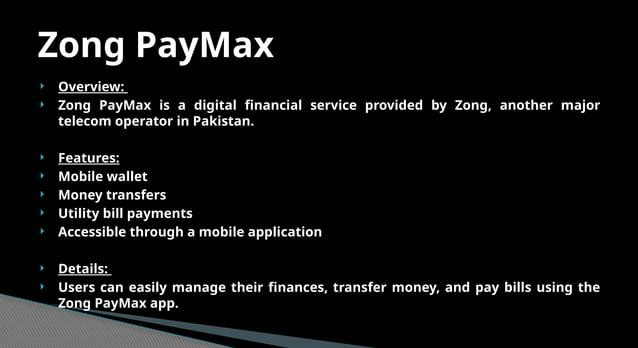 Zong PayMax
Overview:
Zong PayMax is a digital financial service provided by Zong, another major
telecom operator in Pakistan.
Features:
Mobile wallet
Money transfers
Utility bill payments
Accessible through a mobile application
Details:
Users can easily manage their finances, transfer money, and pay bills using the
Zong PayMax app.